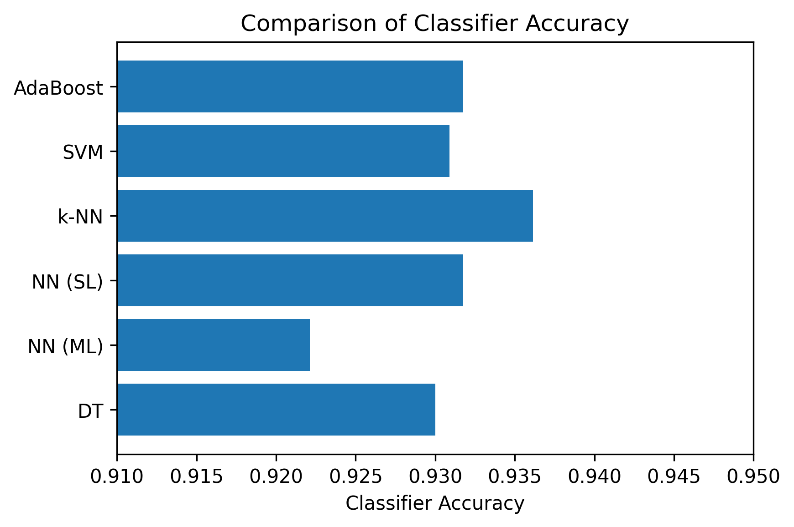 Comparison of Classifier Accuracy
AdaBoost
SVM
k-NN
NN (SL)
NN (ML)
DT
0.910 0.915 0.920 0.925 0.930 0.935 0.940 0.945 0.950
Classifier Accuracy